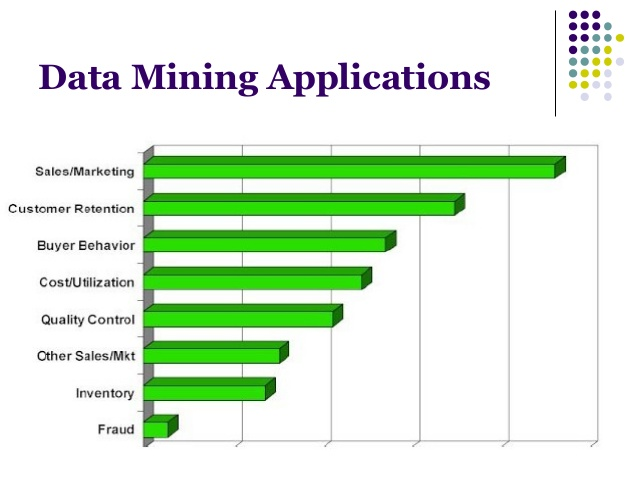 Data Mining Applications
Sales/Marketing
Customer Retention
Buyer Behavior
Cost/Utilization
Quality Control
Other Sales/Mkt
Inventory
Fraud